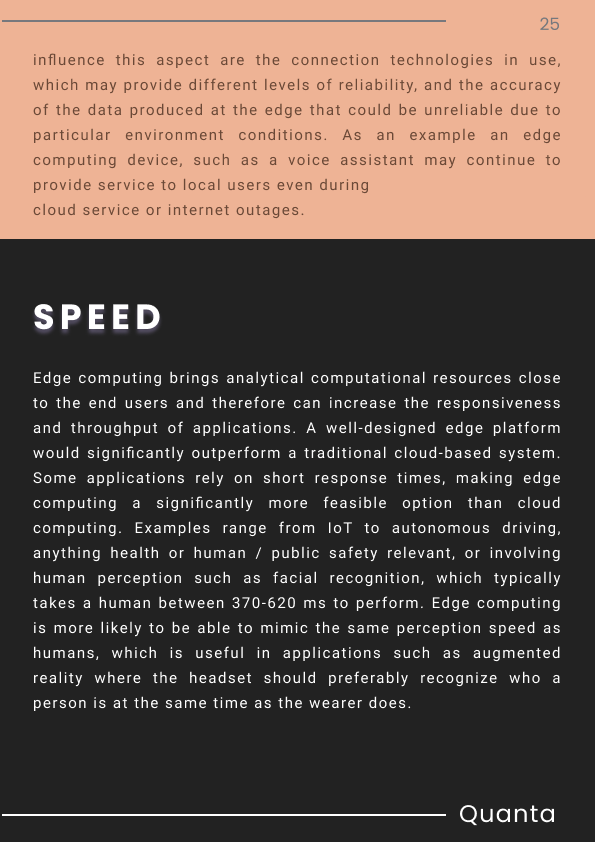 25
influence this aspect are the connection technologies in use,
which may provide different levels of reliability, and the accuracy
of the data produced at the edge that could be unreliable due to
particular environment conditions. As an example an edge
computing device, such as a voice assistant may continue to
provide service to local users even during
cloud service or internet outages.
SPEED
Edge computing brings analytical computational resources close
to the end users and therefore can increase the responsiveness
and throughput of applications. A well-designed edge platform
would significantly outperform a traditional cloud-based system.
Some applications rely on short response times, making edge
computing a significantly more feasible option than cloud
computing. Examples range from IoT to autonomous driving,
anything health or human / public safety relevant, or involving
human perception such as facial recognition, which typically
takes a human between 370-620 ms to perform. Edge computing
is more likely to be able to mimic the same perception speed as
humans, which is useful in applications such as augmented
reality where the headset should preferably recognize who a
person is at the same time as the wearer does.
Quanta